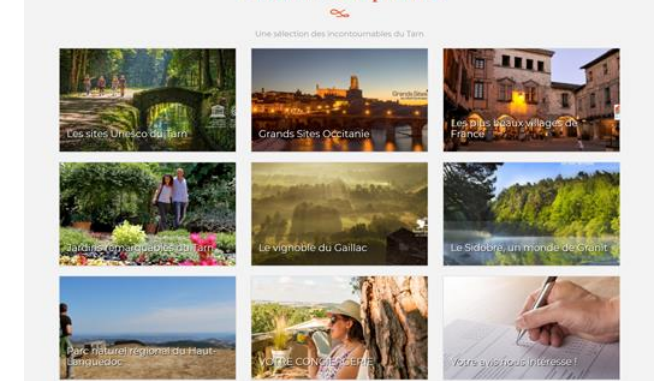 Une sélection des incontournables du Tarn
Les sites Unesco du Tarn
Grands Sites Occitanie
Les plus beaux villages de
France
Jardins remarquables du Tarn
Le vignoble du Gaillac
Le Sidobre, un monde de Granit
Parc naturel régional du Haut-
Languedoc
VOTRE CONCIERGERIE
Votre avis nous intéresse !